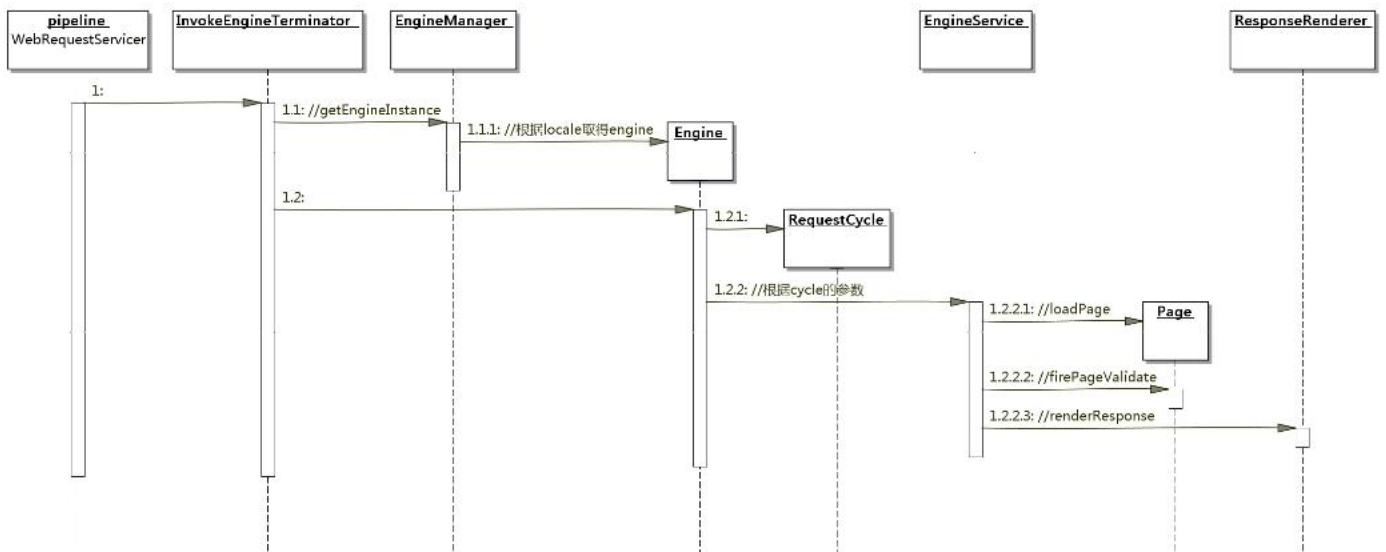 pipeline
WebRequestServicer
InvokeEngineTerminator
EngineManager
EngineService
ResponseRenderer
1:
1.1: //getEngineInstance
1.1.1: //根据locale取得engine
Engine
1.2:
1.2.1:
RequestCycle
1.2.2: //根据cycle的参数
1.2.2.1: //loadPage
Page
1.2.2.2: //firePageValidate
1.2.2.3: //renderResponse